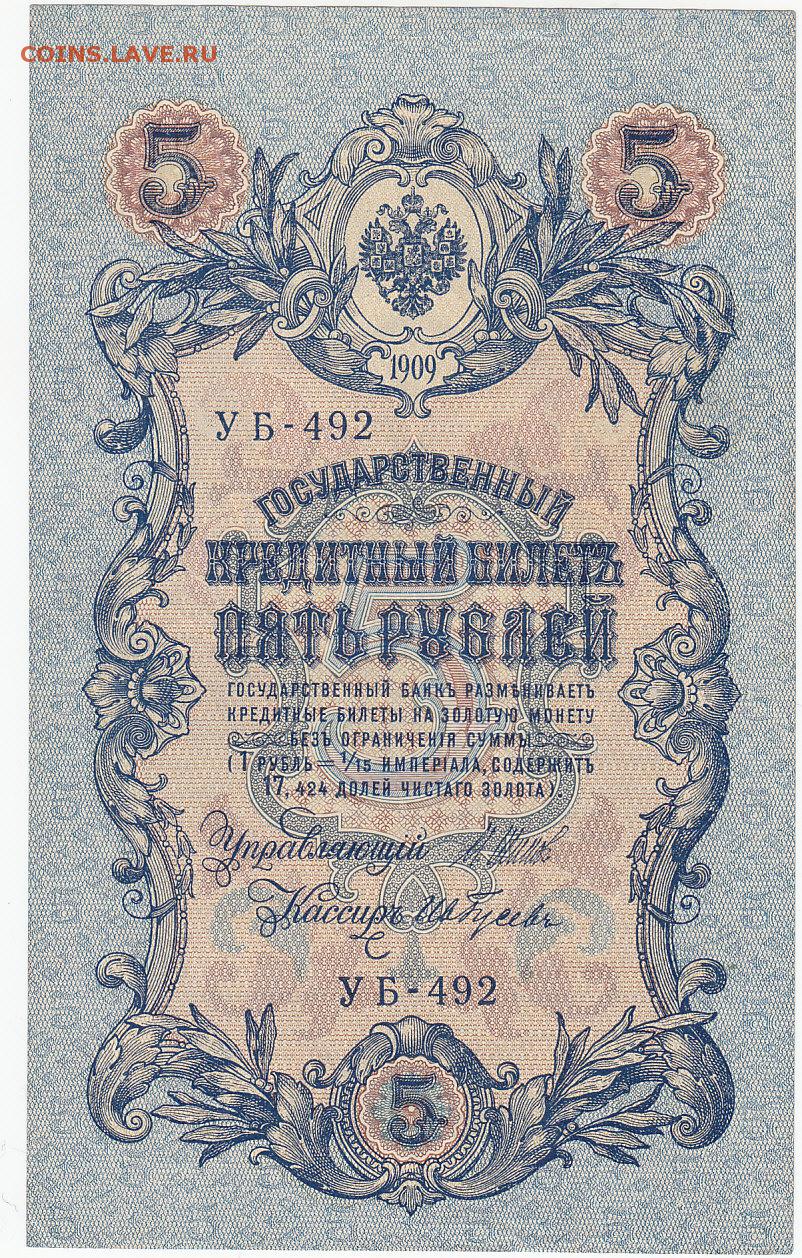 COINS.LAVE.RU
5 5
1909
УБ-492
ГОСУДАРСТВЕННЫЙ
КРЕДИТНЫЙ БИЛЕТЪ
ПЯТЬ РУБЛЕЙ
ГОСУДАРСТВЕННЫЙ БАНКЪ РАЗМѢНИВАЕТЪ
КРЕДИТНЫЕ БИЛЕТЫ НА ЗОЛОТУЮ МОНЕТУ
БЕЗЪ ОГРАНИЧЕНІЯ СУММЫ
(1 РУБЛЬ = 1/15 ИМПЕРІАЛА, СОДЕРЖИТЪ
17,424 ДОЛЕЙ ЧИСТАГО ЗОЛОТА).
Управляющій
Кассиръ
УБ-492
5